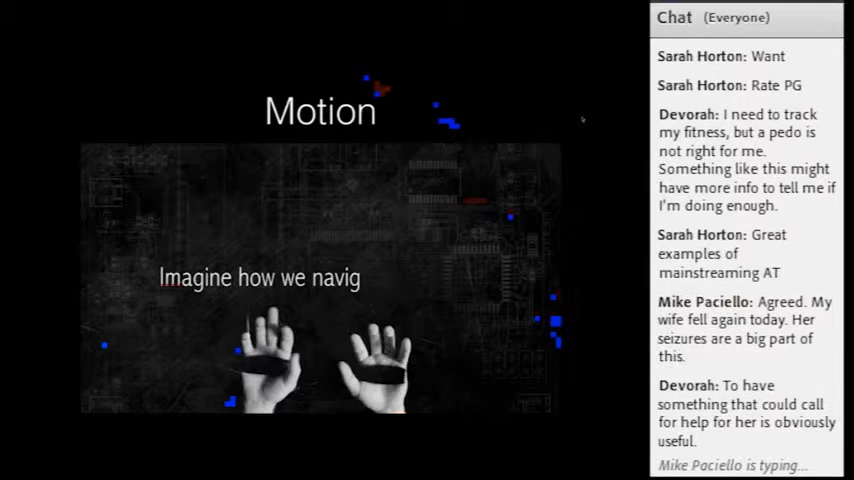 Motion
Imagine how we navig
Chat (Everyone)
Sarah Horton: Want
Sarah Horton: Rate PG
Devorah: I need to track
my fitness, but a pedo is
not right for me.
Something like this might
have more info to tell me if
I'm doing enough.
Sarah Horton: Great
examples of
mainstreaming AT
Mike Paciello: Agreed. My
wife fell again today. Her
seizures are a big part of
this.
Devorah: To have
something that could call
for help for her is obviously
useful.
Mike Paciello is typing...